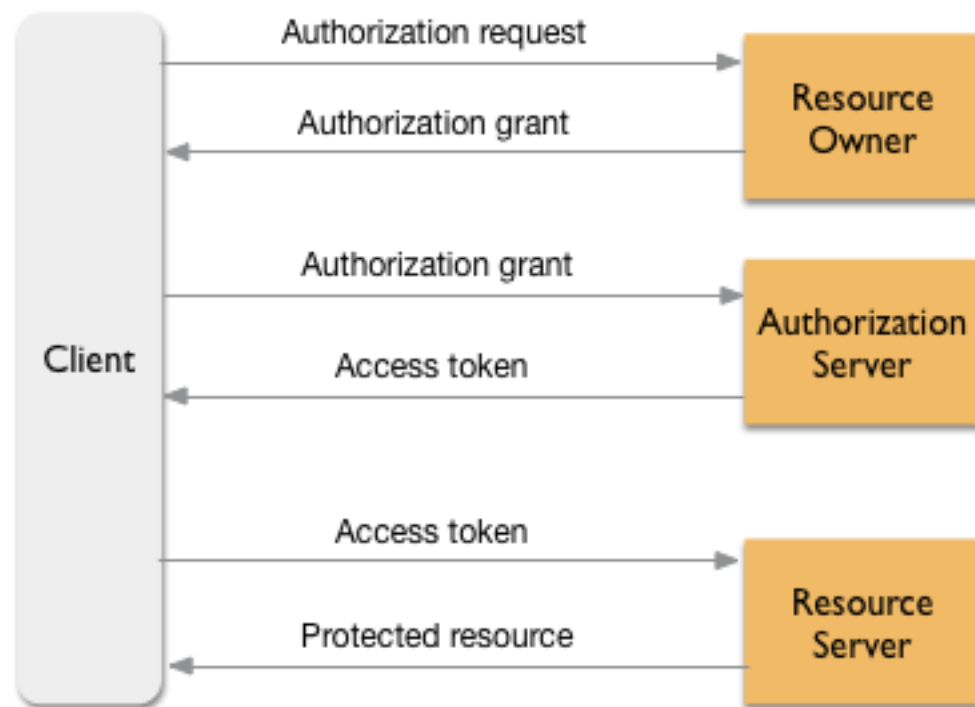 Authorization request
Resource
Owner
Authorization grant
Authorization grant
Authorization
Server
Client
Access token
Access token
Resource
Server
Protected resource